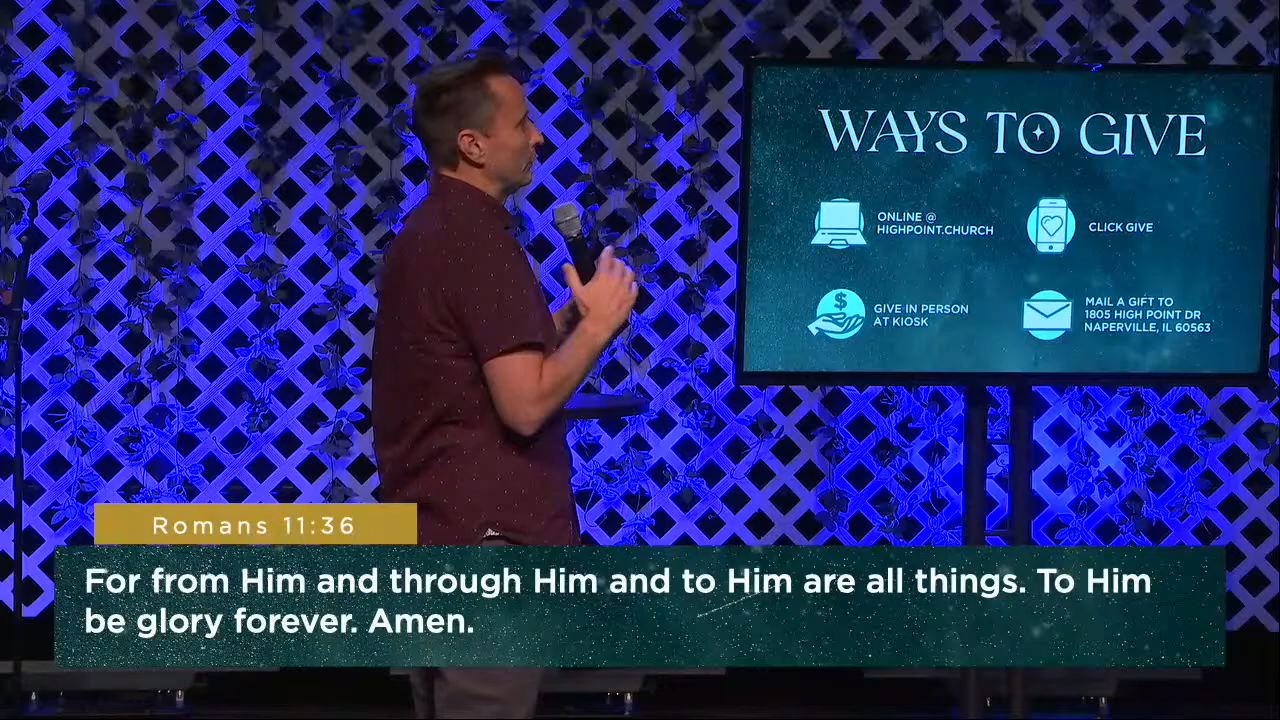 WAYS TO GIVE
ONLINE @
HIGHPOINT.CHURCH
CLICK GIVE
$
GIVE IN PERSON
AT KIOSK
MAIL A GIFT TO
1805 HIGH POINT DR
NAPERVILLE, IL 60563
Romans 11:36
For from Him and through Him and to Him are all things. To Him
be glory forever. Amen.